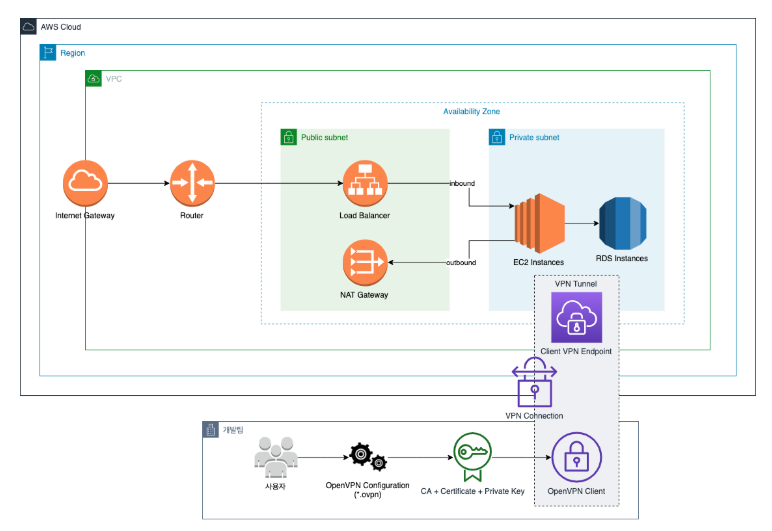 AWS Cloud
Region
VPC
Availability Zone
Public subnet
Private subnet
inbound
Internet Gateway
Router
Load Balancer
outbound
EC2 Instances
RDS Instances
NAT Gateway
VPN Tunnel
Client VPN Endpoint
VPN Connection
개발팀
사용자
OpenVPN Configuration
(*.ovpn)
CA + Certificate + Private Key
OpenVPN Client